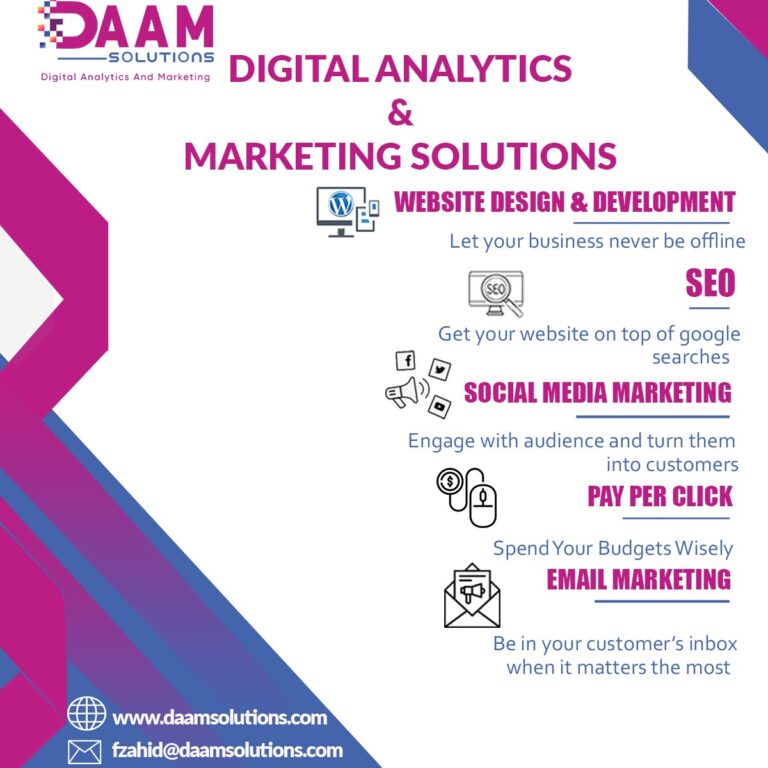 DAAM
SOLUTIONS
Digital Analytics And Marketing
DIGITAL ANALYTICS
&
MARKETING SOLUTIONS
WEBSITE DESIGN & DEVELOPMENT
Let your business never be offline
SEO
SEO
Get your website on top of google
searches
SOCIAL MEDIA MARKETING
Engage with audience and turn them
into customers
PAY PER CLICK
Spend Your Budgets Wisely
EMAIL MARKETING
Be in your customer's inbox
when it matters the most
www.daamsolutions.com
fzahid@daamsolutions.com